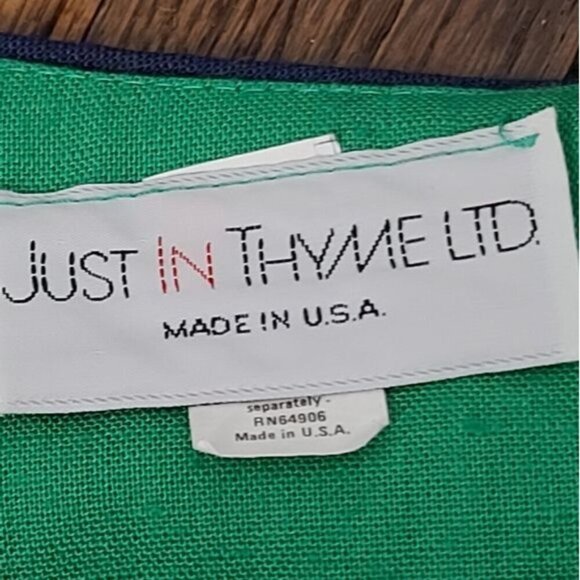 JUST IN THYME LTD.
MADE IN U.S.A.
separately.
RN64906
Made in U.S.A.